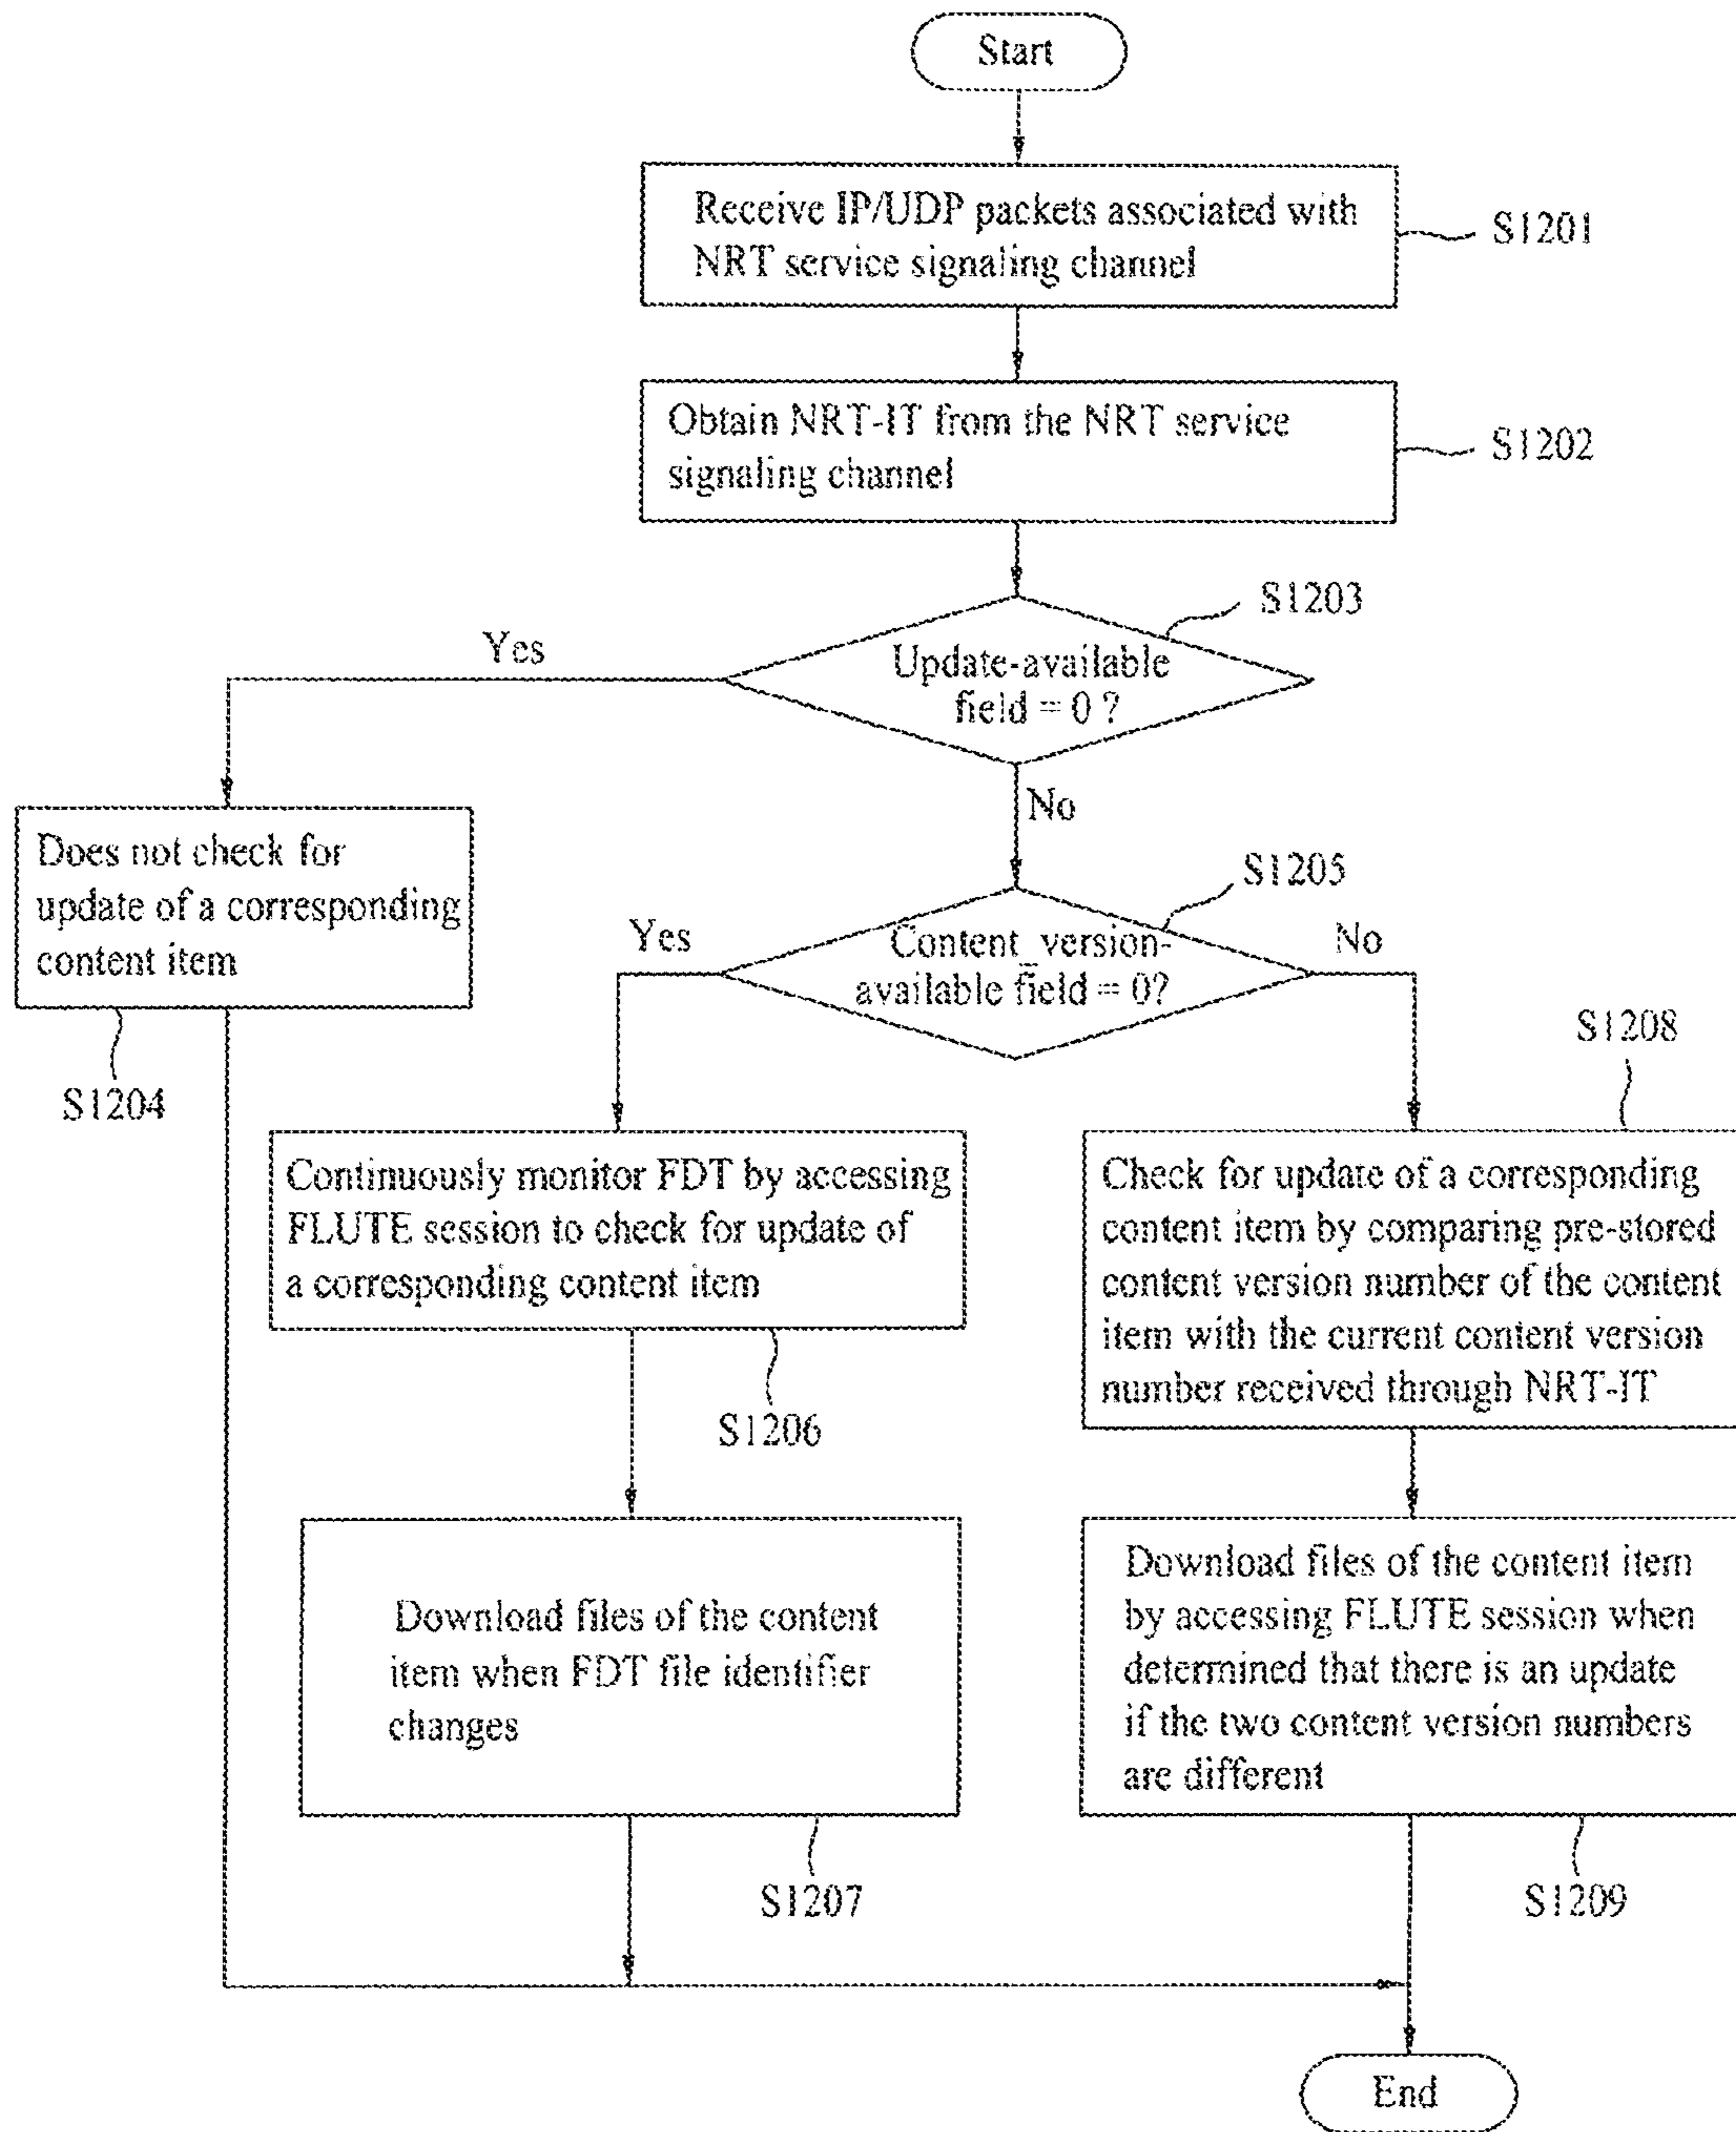 Start
Receive IP/UDP packets associated with
NRT service signaling channel
S1201
Obtain NRT-IT from the NRT service
signaling channel
S1202
S1203
Update-available
field = 0 ?
Yes
No
Does not check for
update of a corresponding
content item
S1204
S1205
Content_version-
available field = 0?
Yes
No
Continuously monitor FDT by accessing
FLUTE session to check for update of
a corresponding content item
S1206
S1208
Check for update of a corresponding
content item by comparing pre-stored
content version number of the content
item with the current content version
number received through NRT-IT
Download files of the content
item when FDT file identifier
changes
S1207
Download files of the content item
by accessing FLUTE session when
determined that there is an update
if the two content version numbers
are different
S1209
End